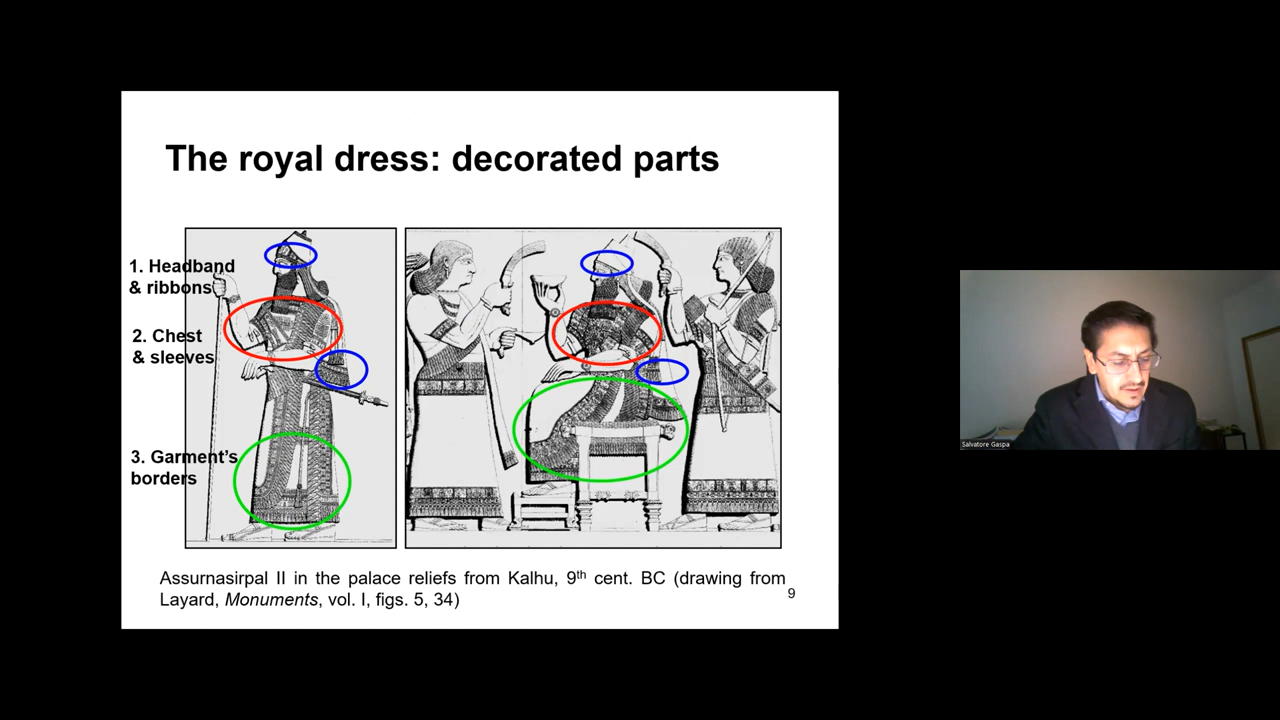 The royal dress: decorated parts
1. Headband
& ribbons
2. Chest
& sleeves
3. Garment’s
borders
Assurnasirpal II in the palace reliefs from Kalhu, 9th cent. BC (drawing from
Layard, Monuments, vol. I, figs. 5, 34)
9
Salvatore Gaspa